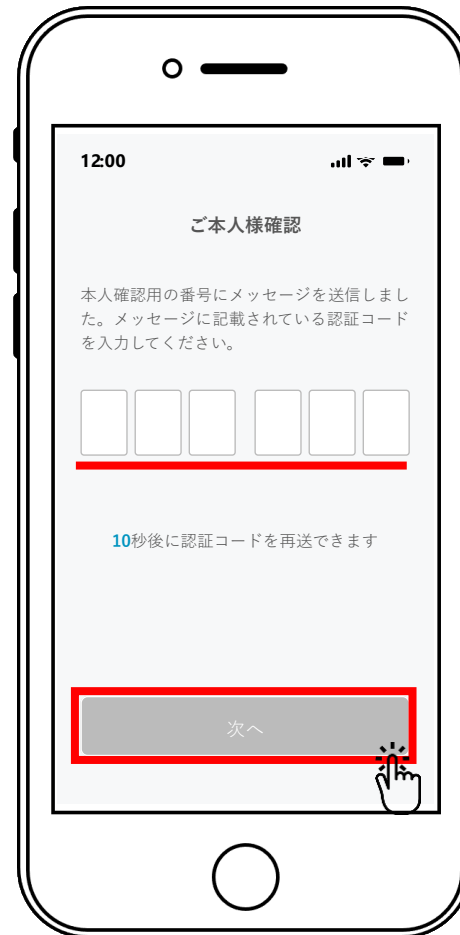 12:00
ご本人様確認
本人確認用の番号にメッセージを送信しまし
た。メッセージに記載されている認証コード
を入力してください。
10秒後に認証コードを再送できます
次へ